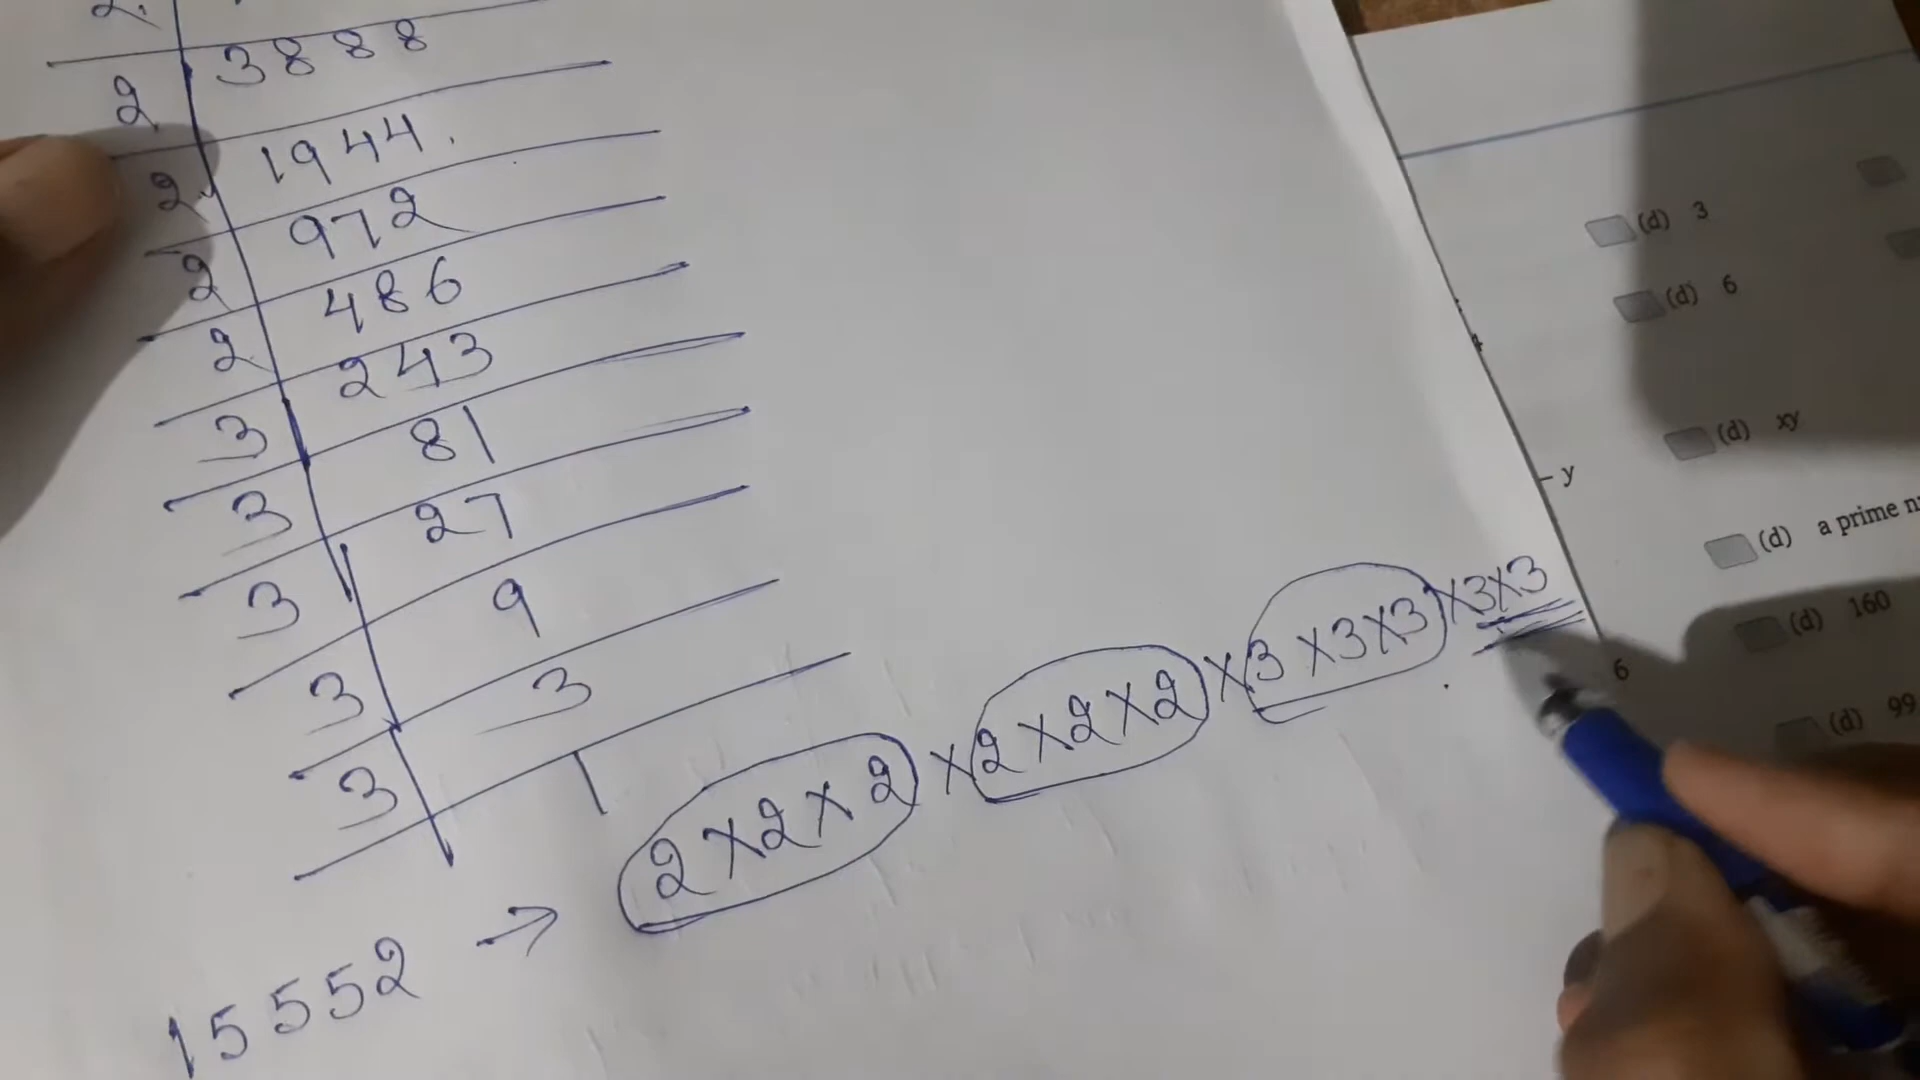 2
2 3888
2 1944.
2 972
2 486
3 243
3 81
3 27
3 9
3 3
1
15552 → 2×2×2 ×2×2×2 ×3×3×3 ×3×3
(d) 3
(d) 6
(d) xy
y
(d) a prime
(d) 160
6
(d) 99